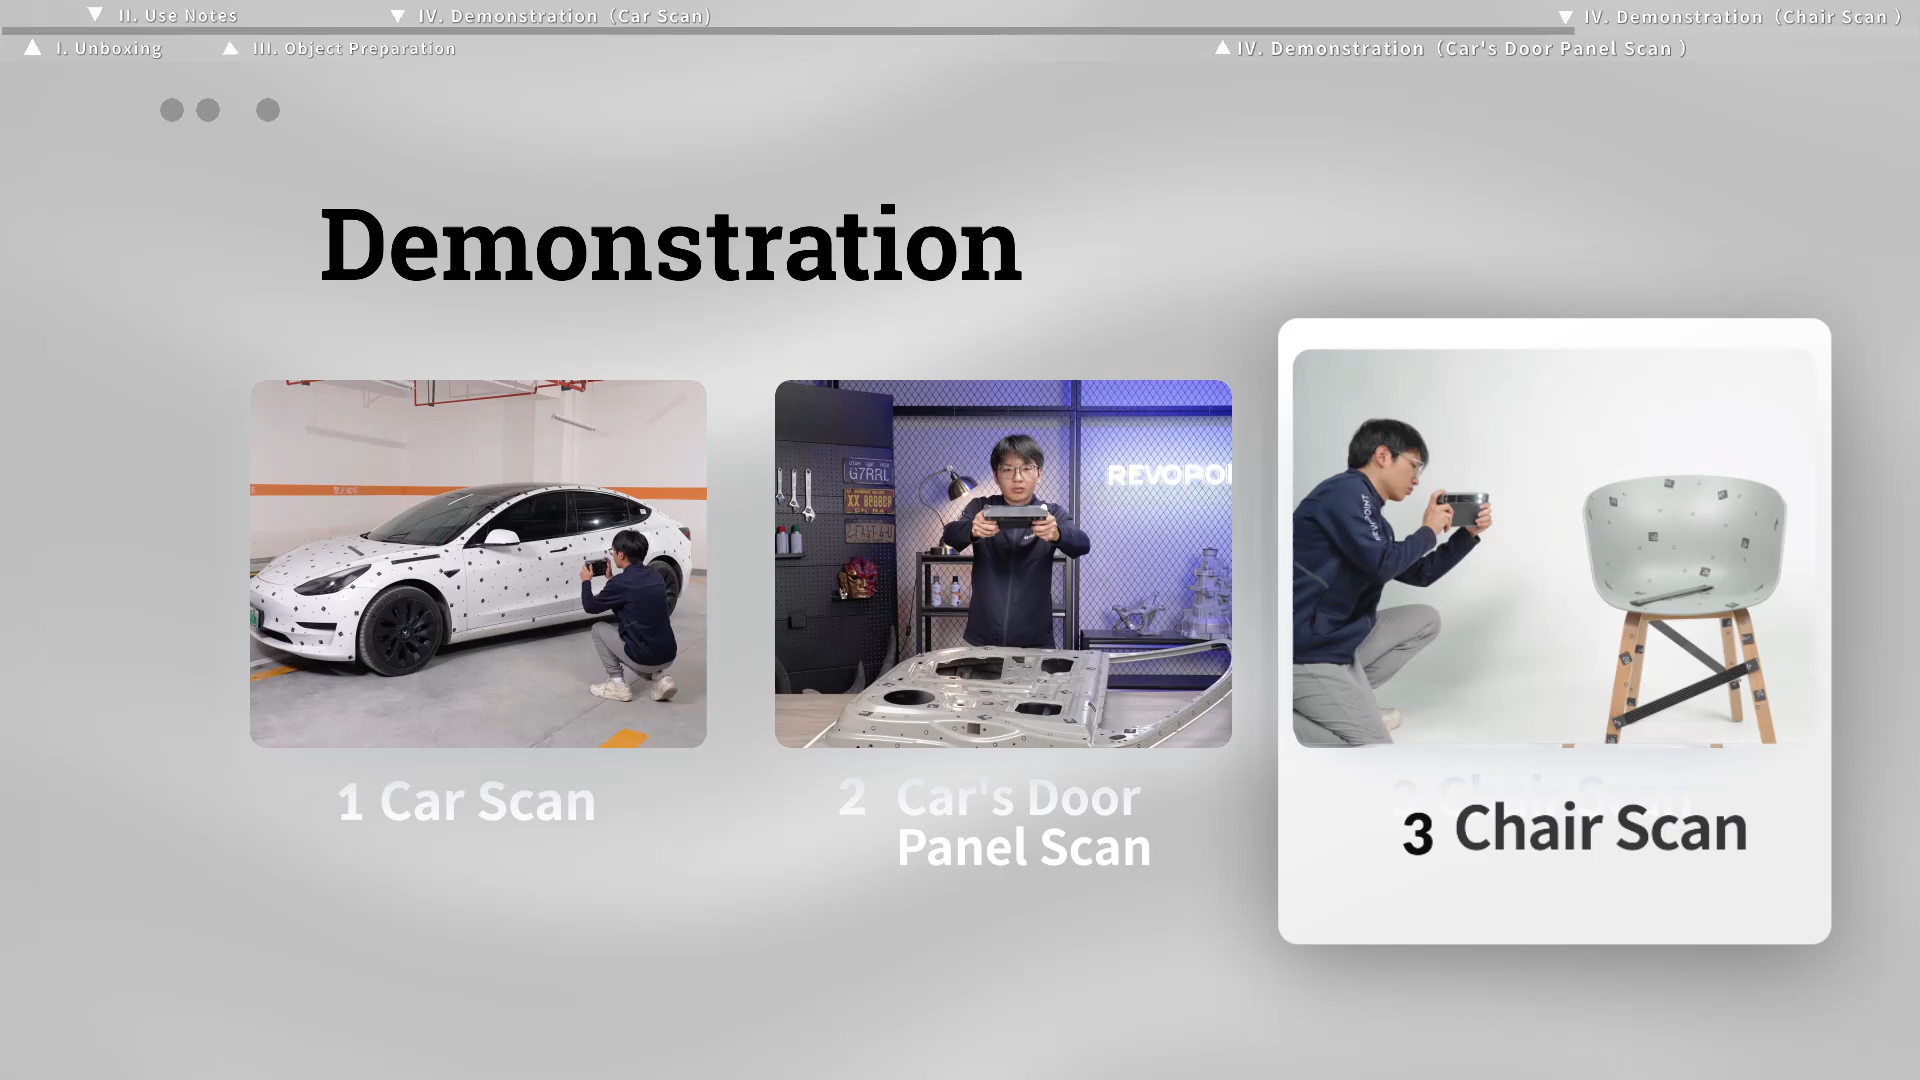 ▼ II. Use Notes
▼ IV. Demonstration（Car Scan）
▼ IV. Demonstration（Chair Scan ）
▲ I. Unboxing
▲ III. Object Preparation
▲ IV. Demonstration（Car's Door Panel Scan ）
Demonstration
G7RRL
REVOPOI
REVOPOINT
1 Car Scan
2 Car's Door
Panel Scan
3 Chair Scan